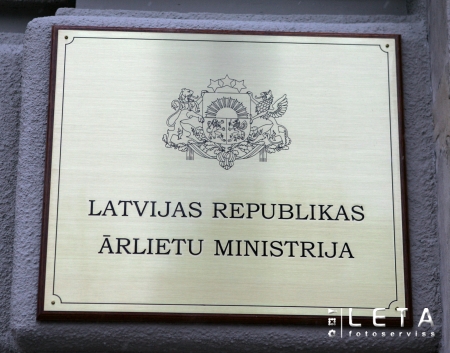 LATVIJAS REPUBLIKAS
ĀRLIETU MINISTRIJA
LETA
fotoserviss